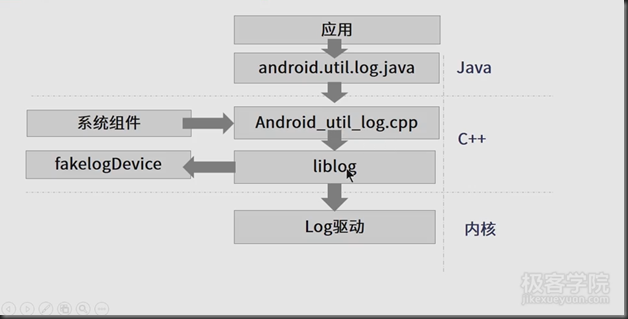 应用
android.util.log.java
Java
系统组件
Android_util_log.cpp
C++
fakelogDevice
liblog
Log驱动
内核
极客学院
jikexueyuan.com